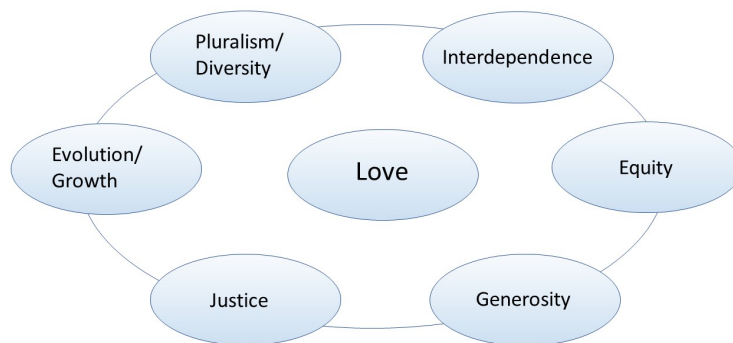 Pluralism/
Diversity
Interdependence
Evolution/
Growth
Love
Equity
Justice
Generosity